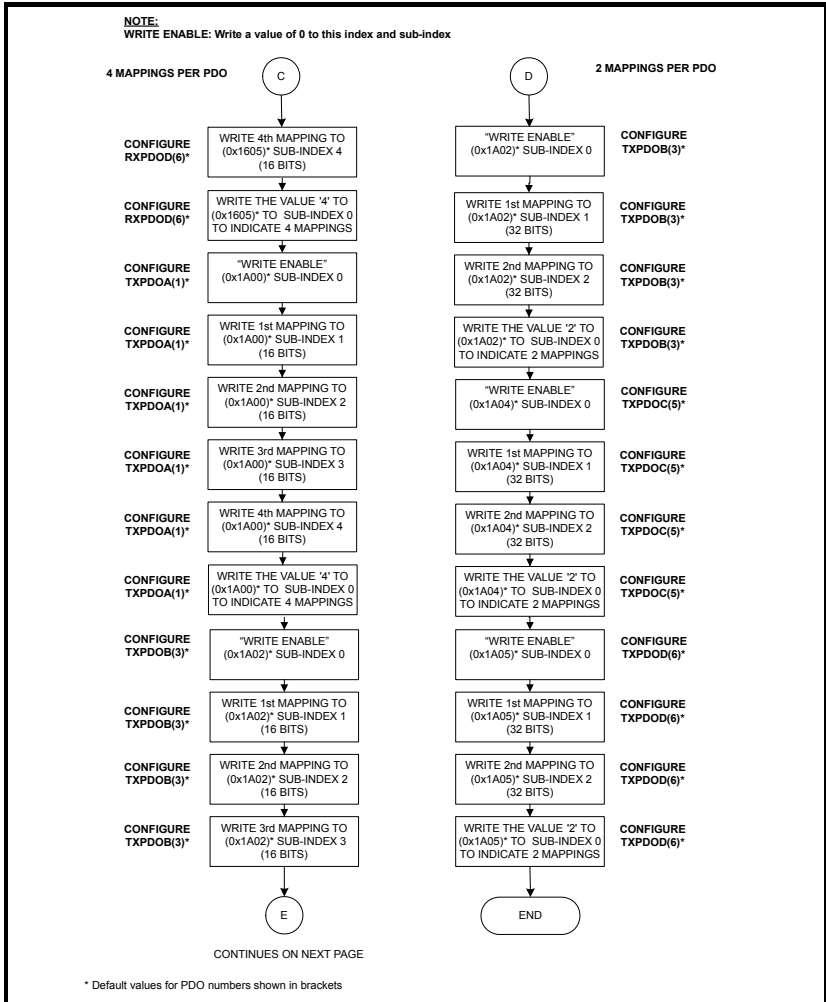 NOTE:
WRITE ENABLE: Write a value of 0 to this index and sub-index
4 MAPPINGS PER PDO
C
CONFIGURE
RXPDOD(6)*
WRITE 4th MAPPING TO
(0x1605)* SUB-INDEX 4
(16 BITS)
CONFIGURE
RXPDOD(6)*
WRITE THE VALUE '4' TO
(0x1605)* TO SUB-INDEX 0
TO INDICATE 4 MAPPINGS
CONFIGURE
TXPDOA(1)*
“WRITE ENABLE”
(0x1A00)* SUB-INDEX 0
CONFIGURE
TXPDOA(1)*
WRITE 1st MAPPING TO
(0x1A00)* SUB-INDEX 1
(16 BITS)
CONFIGURE
TXPDOA(1)*
WRITE 2nd MAPPING TO
(0x1A00)* SUB-INDEX 2
(16 BITS)
CONFIGURE
TXPDOA(1)*
WRITE 3rd MAPPING TO
(0x1A00)* SUB-INDEX 3
(16 BITS)
CONFIGURE
TXPDOA(1)*
WRITE 4th MAPPING TO
(0x1A00)* SUB-INDEX 4
(16 BITS)
CONFIGURE
TXPDOA(1)*
WRITE THE VALUE '4' TO
(0x1A00)* TO SUB-INDEX 0
TO INDICATE 4 MAPPINGS
CONFIGURE
TXPDOB(3)*
“WRITE ENABLE”
(0x1A02)* SUB-INDEX 0
CONFIGURE
TXPDOB(3)*
WRITE 1st MAPPING TO
(0x1A02)* SUB-INDEX 1
(16 BITS)
CONFIGURE
TXPDOB(3)*
WRITE 2nd MAPPING TO
(0x1A02)* SUB-INDEX 2
(16 BITS)
CONFIGURE
TXPDOB(3)*
WRITE 3rd MAPPING TO
(0x1A02)* SUB-INDEX 3
(16 BITS)
E
CONTINUES ON NEXT PAGE
2 MAPPINGS PER PDO
D
“WRITE ENABLE”
(0x1A02)* SUB-INDEX 0
CONFIGURE
TXPDOB(3)*
WRITE 1st MAPPING TO
(0x1A02)* SUB-INDEX 1
(32 BITS)
CONFIGURE
TXPDOB(3)*
WRITE 2nd MAPPING TO
(0x1A02)* SUB-INDEX 2
(32 BITS)
CONFIGURE
TXPDOB(3)*
WRITE THE VALUE '2' TO
(0x1A02)* TO SUB-INDEX 0
TO INDICATE 2 MAPPINGS
CONFIGURE
TXPDOB(3)*
“WRITE ENABLE”
(0x1A04)* SUB-INDEX 0
CONFIGURE
TXPDOC(5)*
WRITE 1st MAPPING TO
(0x1A04)* SUB-INDEX 1
(32 BITS)
CONFIGURE
TXPDOC(5)*
WRITE 2nd MAPPING TO
(0x1A04)* SUB-INDEX 2
(32 BITS)
CONFIGURE
TXPDOC(5)*
WRITE THE VALUE '2' TO
(0x1A04)* TO SUB-INDEX 0
TO INDICATE 2 MAPPINGS
CONFIGURE
TXPDOC(5)*
“WRITE ENABLE”
(0x1A05)* SUB-INDEX 0
CONFIGURE
TXPDOD(6)*
WRITE 1st MAPPING TO
(0x1A05)* SUB-INDEX 1
(32 BITS)
CONFIGURE
TXPDOD(6)*
WRITE 2nd MAPPING TO
(0x1A05)* SUB-INDEX 2
(32 BITS)
CONFIGURE
TXPDOD(6)*
WRITE THE VALUE '2' TO
(0x1A05)* TO SUB-INDEX 0
TO INDICATE 2 MAPPINGS
CONFIGURE
TXPDOD(6)*
END
* Default values for PDO numbers shown in brackets